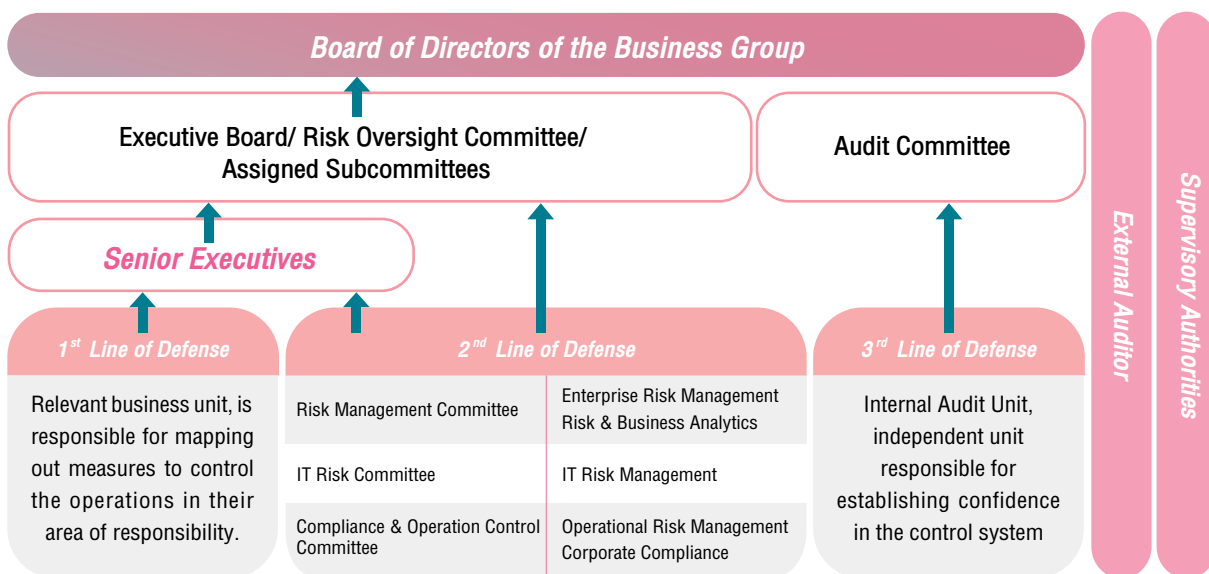 Board of Directors of the Business Group
Executive Board/ Risk Oversight Committee/
Assigned Subcommittees
Audit Committee
Senior Executives
1st Line of Defense
Relevant business unit, is
responsible for mapping
out measures to control
the operations in their
area of responsibility.
2nd Line of Defense
Risk Management Committee
Enterprise Risk Management
Risk & Business Analytics
IT Risk Committee
IT Risk Management
Compliance & Operation Control
Committee
Operational Risk Management
Corporate Compliance
3rd Line of Defense
Internal Audit Unit,
independent unit
responsible for
establishing confidence
in the control system
External Auditor
Supervisory Authorities